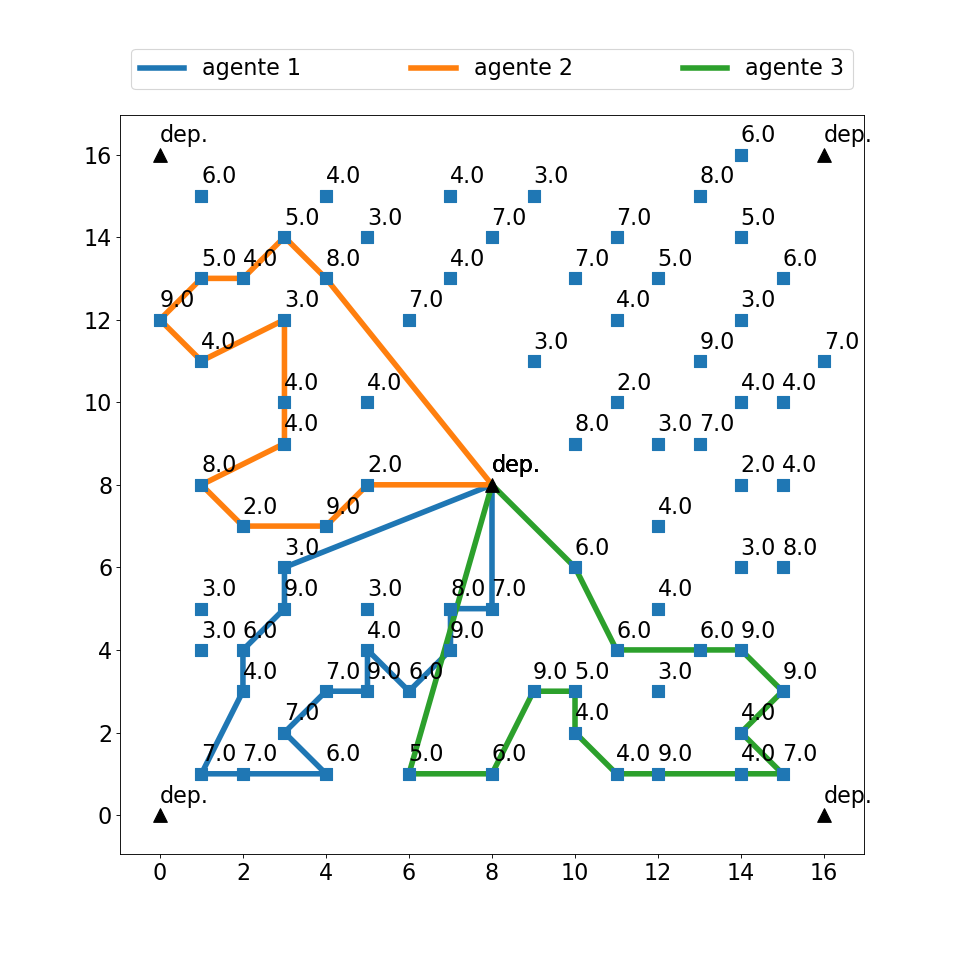 agente 1 agente 2 agente 3
dep. 6.0 dep.
16
6.0 4.0 4.0 3.0 8.0
5.0 3.0 7.0 7.0 5.0
14
5.0 4.0 8.0 4.0 7.0 5.0 6.0
9.0 3.0 7.0 4.0 3.0
12
4.0 3.0 9.0 7.0
4.0 4.0 2.0 4.0 4.0
10
4.0 8.0 3.0 7.0
8.0 2.0 dep. 2.0 4.0
8
2.0 9.0 4.0
3.0 6.0 3.0 8.0
6
3.0 9.0 3.0 8.0 7.0 4.0
3.0 6.0 4.0 9.0 6.0 6.0 9.0
4
4.0 7.0 9.0 6.0 9.0 5.0 3.0 9.0
7.0 4.0 4.0
2
7.0 7.0 6.0 5.0 6.0 4.0 9.0 4.0 7.0
dep. dep.
0
0 2 4 6 8 10 12 14 16